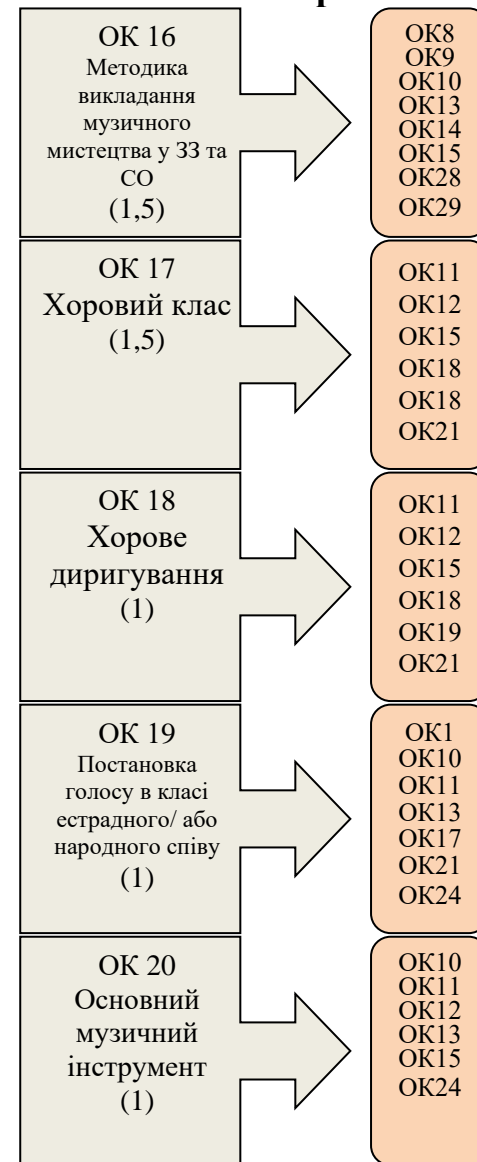 ОК 16
Методика
викладання
музичного
мистецтва у ЗЗ та
СО
(1,5)
ОК8
ОК9
ОК10
ОК13
ОК14
ОК15
ОК28
ОК29
ОК 17
Хоровий клас
(1,5)
ОК11
ОК12
ОК15
ОК18
ОК18
ОК21
ОК 18
Хорове
диригування
(1)
ОК11
ОК12
ОК15
ОК18
ОК19
ОК21
ОК 19
Постановка
голосу в класі
естрадного/ або
народного співу
(1)
ОК1
ОК10
ОК11
ОК13
ОК17
ОК21
ОК24
ОК 20
Основний
музичний
інструмент
(1)
ОК10
ОК11
ОК12
ОК13
ОК15
ОК24